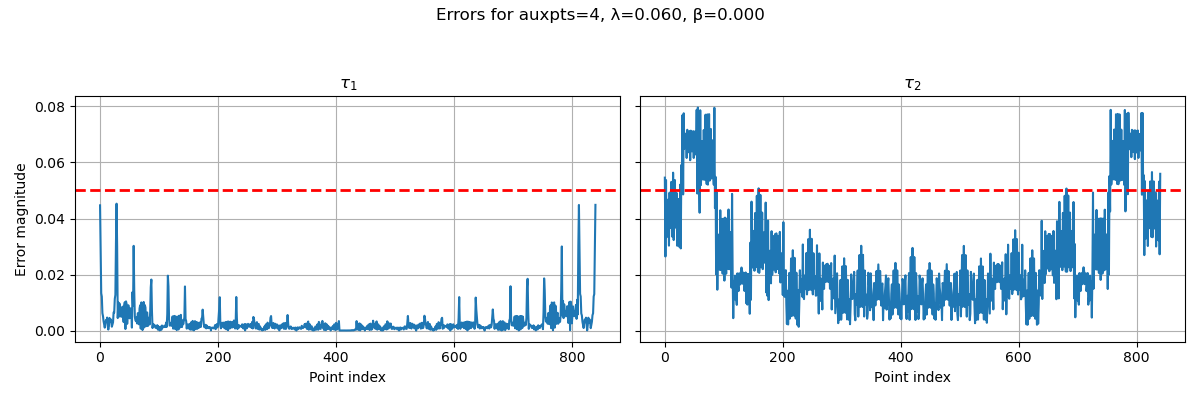 Errors for auxpts=4, λ=0.060, β=0.000
τ₁
τ₂
0.08
0.06
0.04
0.02
0.00
Error magnitude
0 200 400 600 800
0 200 400 600 800
Point index
Point index